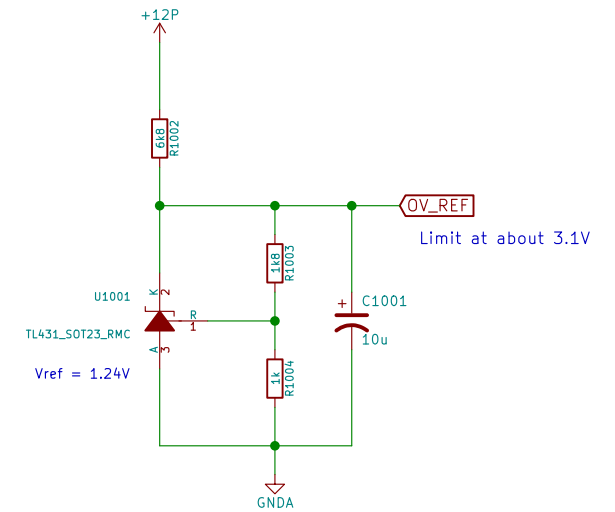 +12P
6k8
R1002
OV_REF
Limit at about 3.1V
1k8
R1003
U1001
K
2
R
1
C1001
+
TL431_SOT23_RMC
10u
A
3
Vref = 1.24V
1k
R1004
GNDA